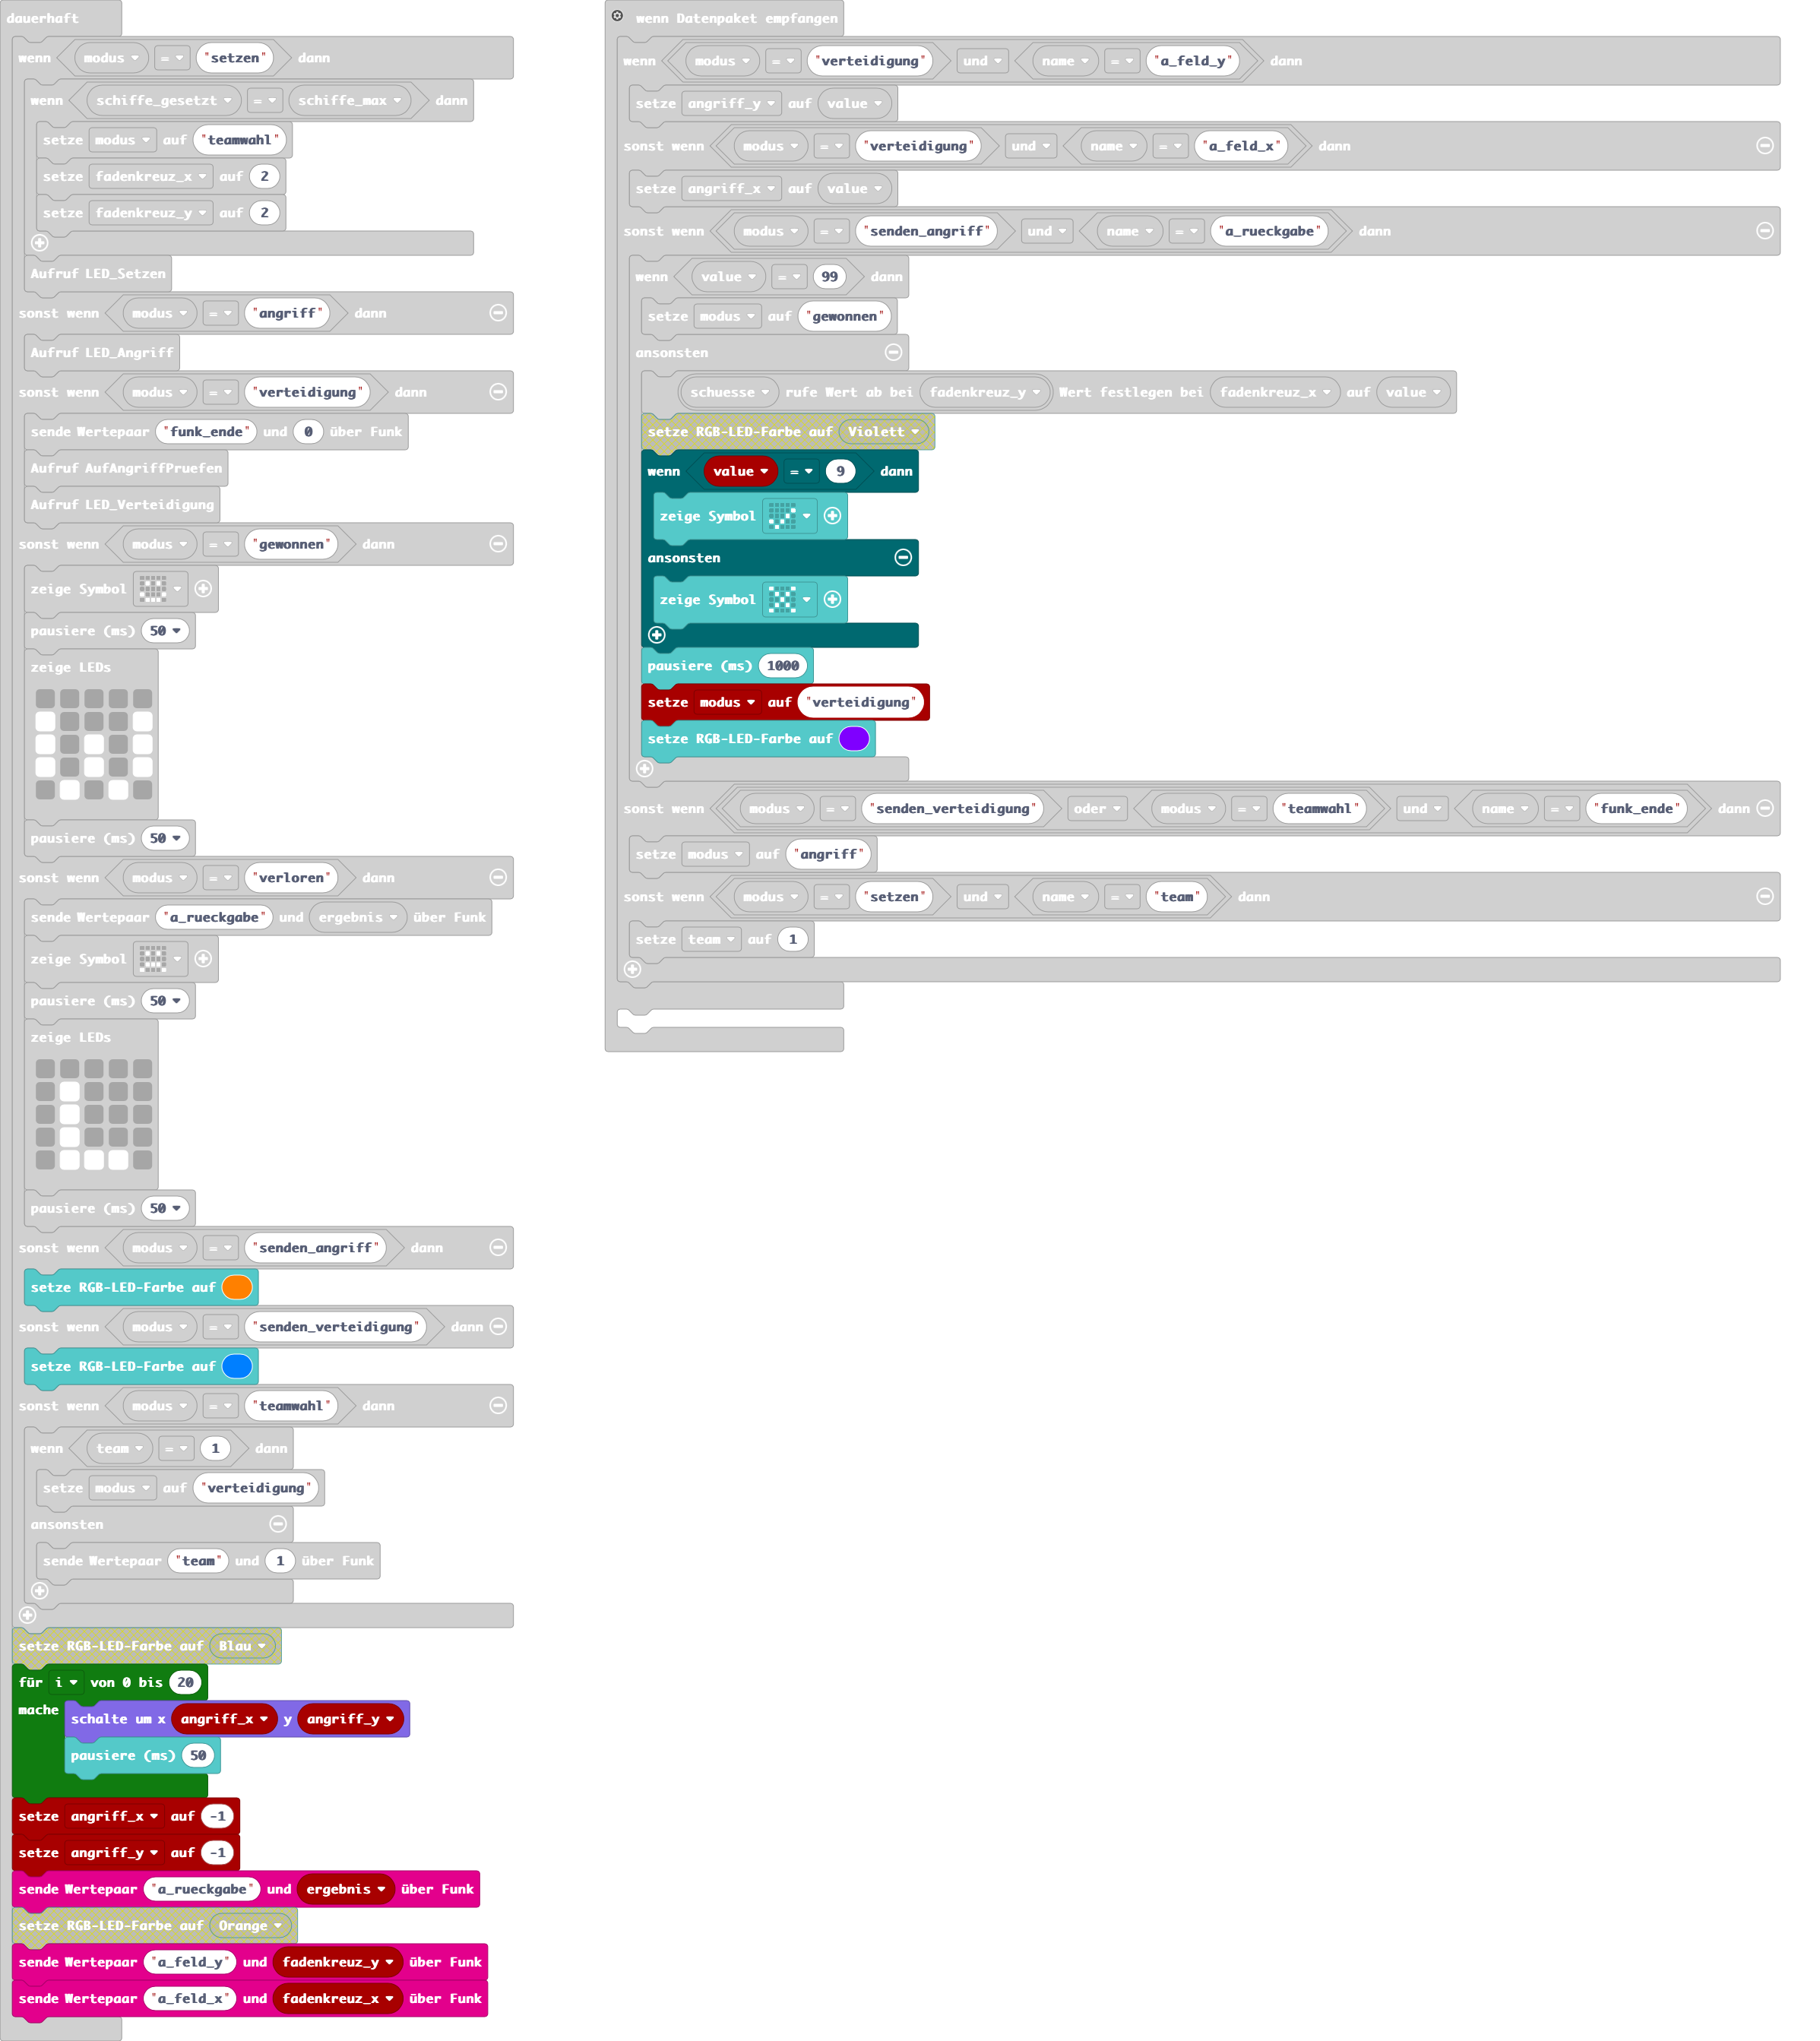 dauerhaft
wenn modus = "setzen" dann
wenn schiffe_gesetzt = schiffe_max dann
setze modus auf "teamwahl"
setze fadenkreuz_x auf 2
setze fadenkreuz_y auf 2
Aufruf LED_Setzen
sonst wenn modus = "angriff" dann
Aufruf LED_Angriff
sonst wenn modus = "verteidigung" dann
sende Wertepaar "funk_ende" und 0 über Funk
Aufruf AufAngriffPruefen
Aufruf LED_Verteidigung
sonst wenn modus = "gewonnen" dann
zeige Symbol
pausiere (ms) 50
zeige LEDs
pausiere (ms) 50
sonst wenn modus = "verloren" dann
sende Wertepaar "a_rueckgabe" und ergebnis über Funk
zeige Symbol
pausiere (ms) 50
zeige LEDs
pausiere (ms) 50
sonst wenn modus = "senden_angriff" dann
setze RGB-LED-Farbe auf
sonst wenn modus = "senden_verteidigung" dann
setze RGB-LED-Farbe auf
sonst wenn modus = "teamwahl" dann
wenn team = 1 dann
setze modus auf "verteidigung"
ansonsten
sende Wertepaar "team" und 1 über Funk
setze RGB-LED-Farbe auf Blau
für i von 0 bis 20
mache schalte um x angriff_x y angriff_y
pausiere (ms) 50
setze angriff_x auf -1
setze angriff_y auf -1
sende Wertepaar "a_rueckgabe" und ergebnis über Funk
setze RGB-LED-Farbe auf Orange
sende Wertepaar "a_feld_y" und fadenkreuz_y über Funk
sende Wertepaar "a_feld_x" und fadenkreuz_x über Funk
wenn Datenpaket empfangen
wenn modus = "verteidigung" und name = "a_feld_y" dann
setze angriff_y auf value
sonst wenn modus = "verteidigung" und name = "a_feld_x" dann
setze angriff_x auf value
sonst wenn modus = "senden_angriff" und name = "a_rueckgabe" dann
wenn value = 99 dann
setze modus auf "gewonnen"
ansonsten
schuesse rufe Wert ab bei fadenkreuz_y Wert festlegen bei fadenkreuz_x auf value
setze RGB-LED-Farbe auf Violett
wenn value = 9 dann
zeige Symbol
ansonsten
zeige Symbol
pausiere (ms) 1000
setze modus auf "verteidigung"
setze RGB-LED-Farbe auf
sonst wenn modus = "senden_verteidigung" oder modus = "teamwahl" und name = "funk_ende" dann
setze modus auf "angriff"
sonst wenn modus = "setzen" und name = "team" dann
setze team auf 1